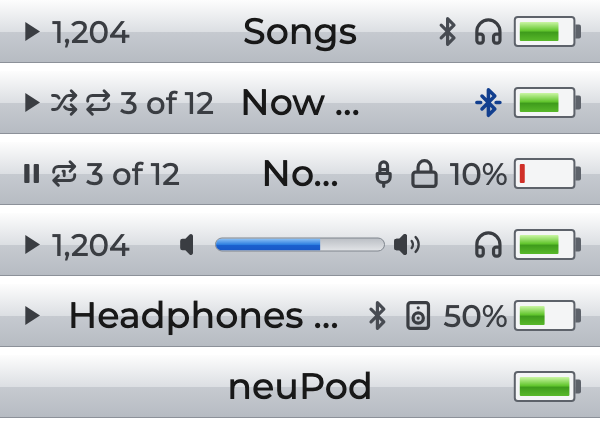 1,204 Songs
3 of 12 Now ...
3 of 12 No... 10%
1,204
Headphones ... 50%
neuPod